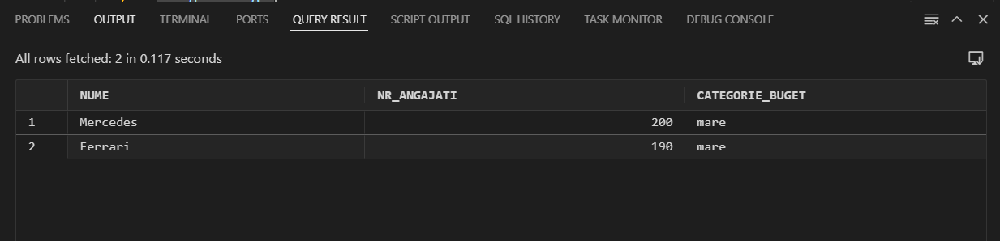 PROBLEMS OUTPUT TERMINAL PORTS QUERY RESULT SCRIPT OUTPUT SQL HISTORY TASK MONITOR DEBUG CONSOLE
All rows fetched: 2 in 0.117 seconds
NUME NR_ANGAJATI CATEGORIE_BUGET
1 Mercedes 200 mare
2 Ferrari 190 mare